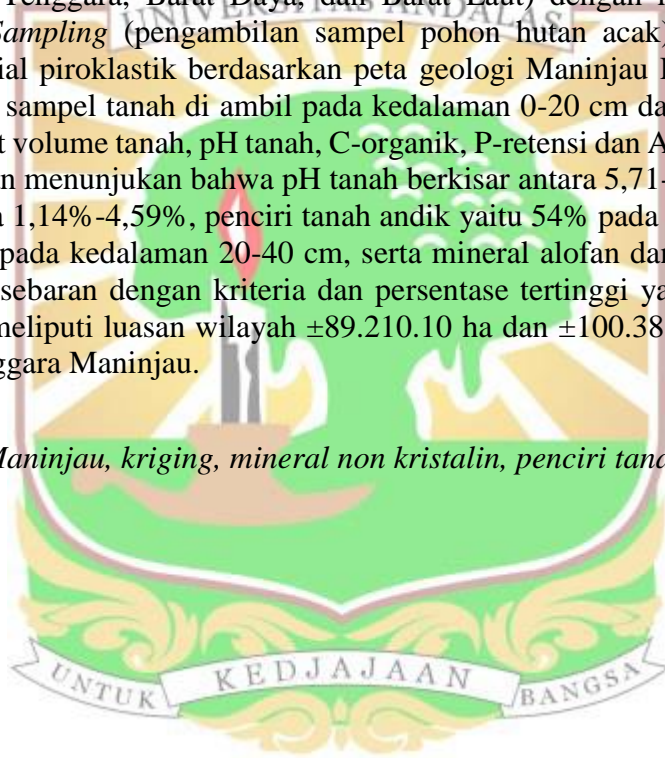 Tenggara, Barat Daya, dan Barat Laut) dengan
UNIVERSITAS ANDALAS
Sampling (pengambilan sampel pohon hutan acak)
ial piroklastik berdasarkan peta geologi Maninjau
sampel tanah di ambil pada kedalaman 0-20 cm da
t volume tanah, pH tanah, C-organik, P-retensi dan A
n menunjukan bahwa pH tanah berkisar antara 5,71-
a 1,14%-4,59%, penciri tanah andik yaitu 54% pada
pada kedalaman 20-40 cm, serta mineral alofan dan
sebaran dengan kriteria dan persentase tertinggi ya
meliputi luasan wilayah ±89.210.10 ha dan ±100.38
ggara Maninjau.
Maninjau, kriging, mineral non kristalin, penciri tana
UNTUK KEDJAJAAN BANGSA